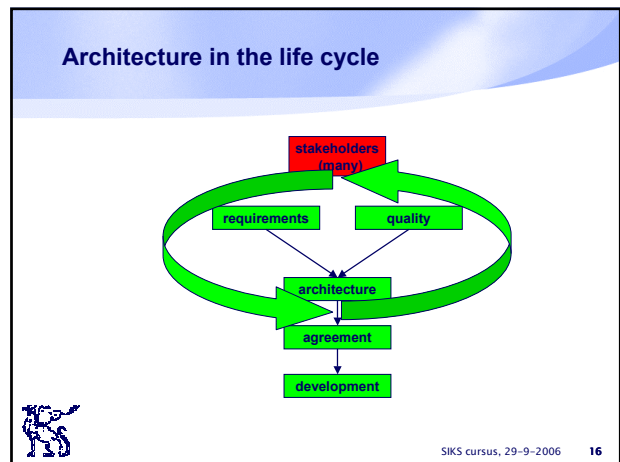 Architecture in the life cycle
stakeholders
(many)
requirements
quality
architecture
agreement
development
SIKS cursus, 29-9-2006 16